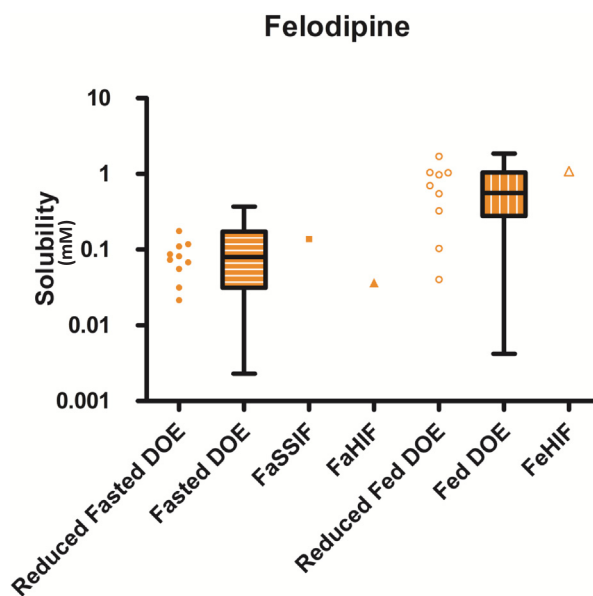 Felodipine
Solubility
(mM)
10
1
0.1
0.01
0.001
Reduced Fasted DOE
Fasted DOE
FaSSIF
FaHIF
Reduced Fed DOE
Fed DOE
FeHIF